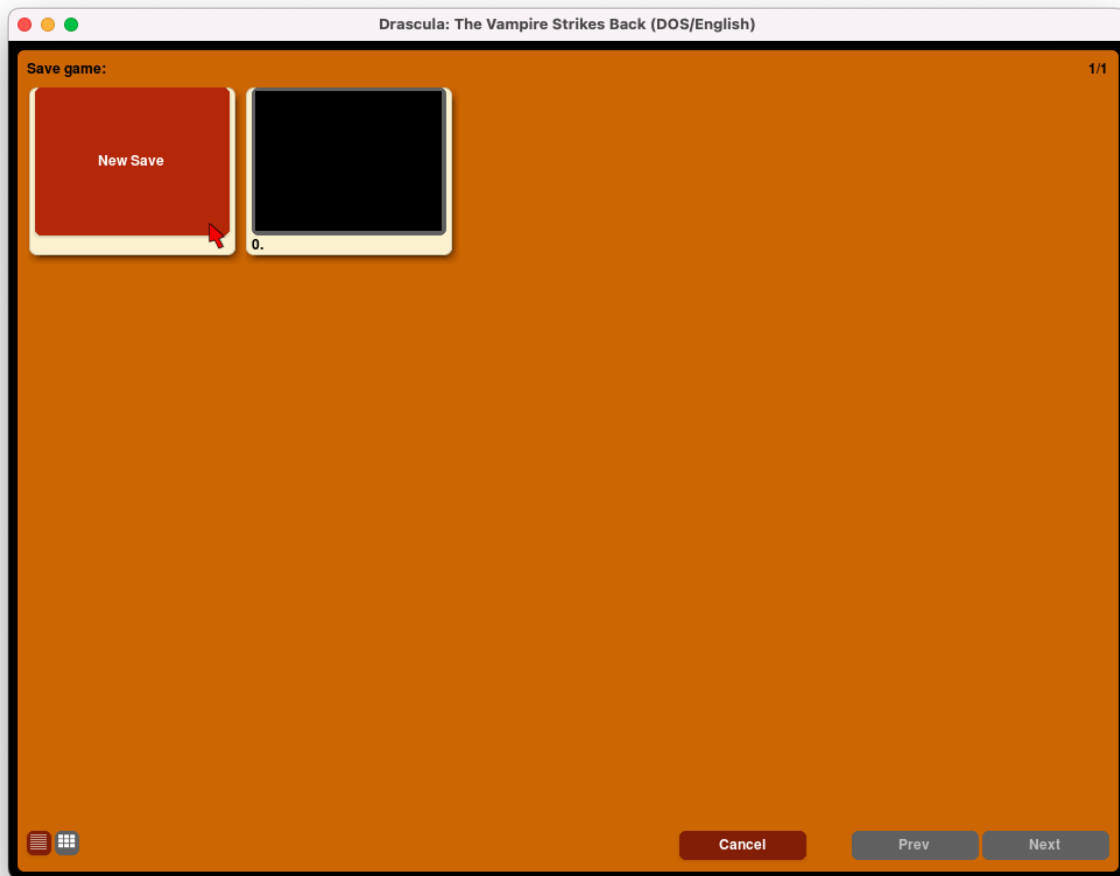 Drascula: The Vampire Strikes Back (DOS/English)
Save game:
1/1
New Save
0.
Cancel
Prev
Next